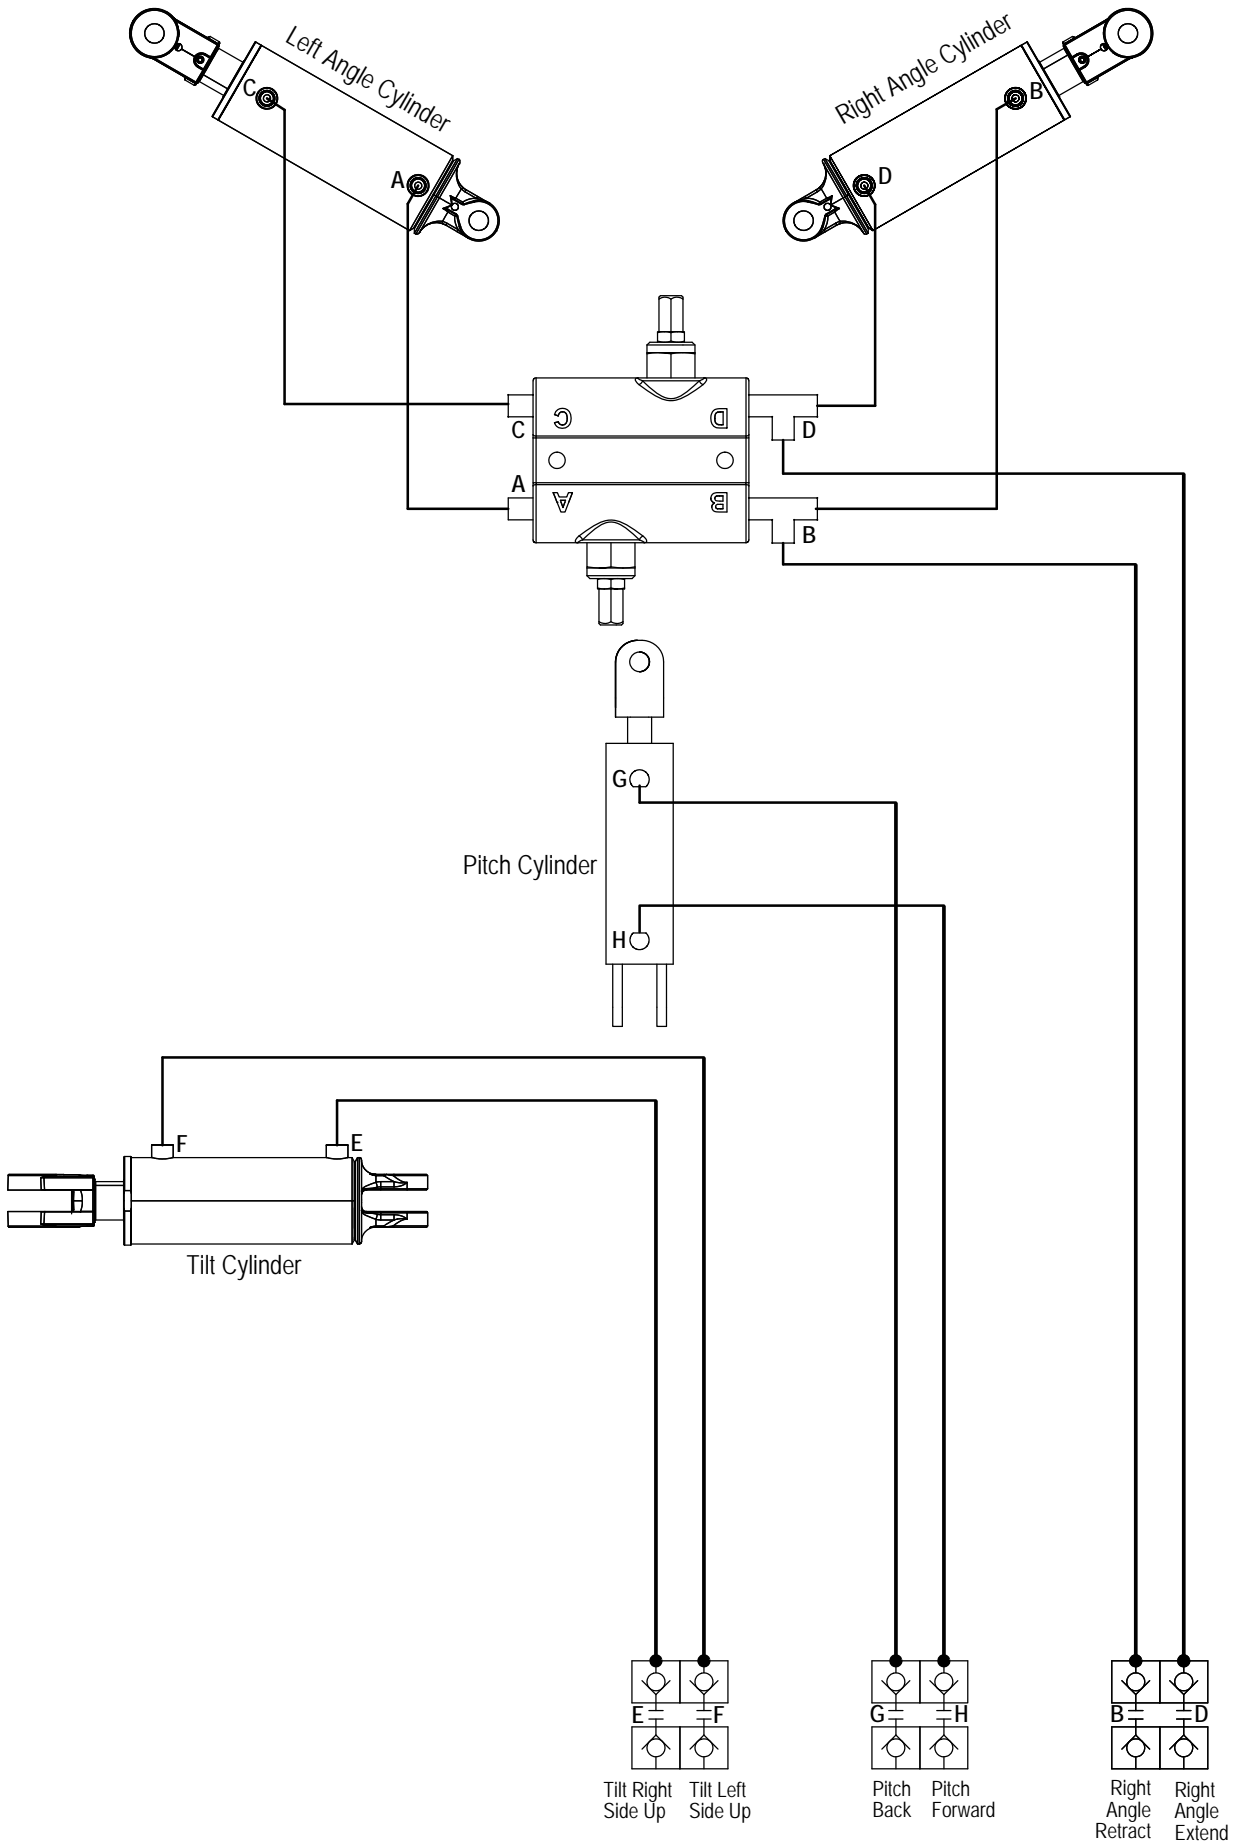 Left Angle Cylinder
Right Angle Cylinder
C
A
B
D
C
D
C
D
A
A
B
B
G
Pitch Cylinder
H
F
E
Tilt Cylinder
E
F
G
H
B
D
Tilt Right
Side Up
Tilt Left
Side Up
Pitch
Back
Pitch
Forward
Right
Angle
Retract
Right
Angle
Extend